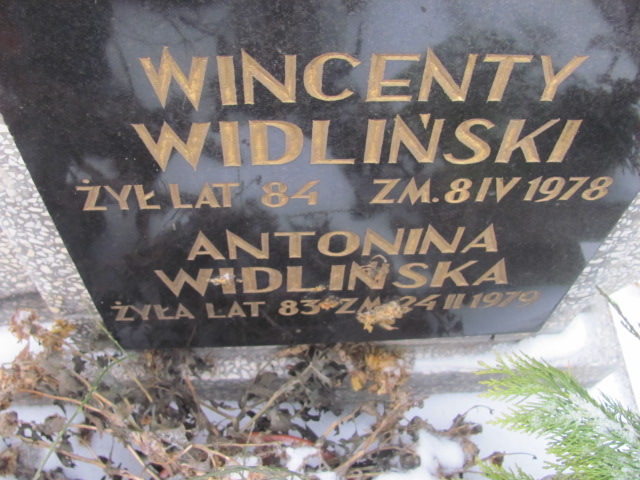 WINCENTY
WIDLIŃSKI
ŻYŁ LAT 84 ZM. 8 IV 1978
ANTONINA
WIDLIŃSKA
ŻYŁA LAT 83 ZM. 24 II 1979